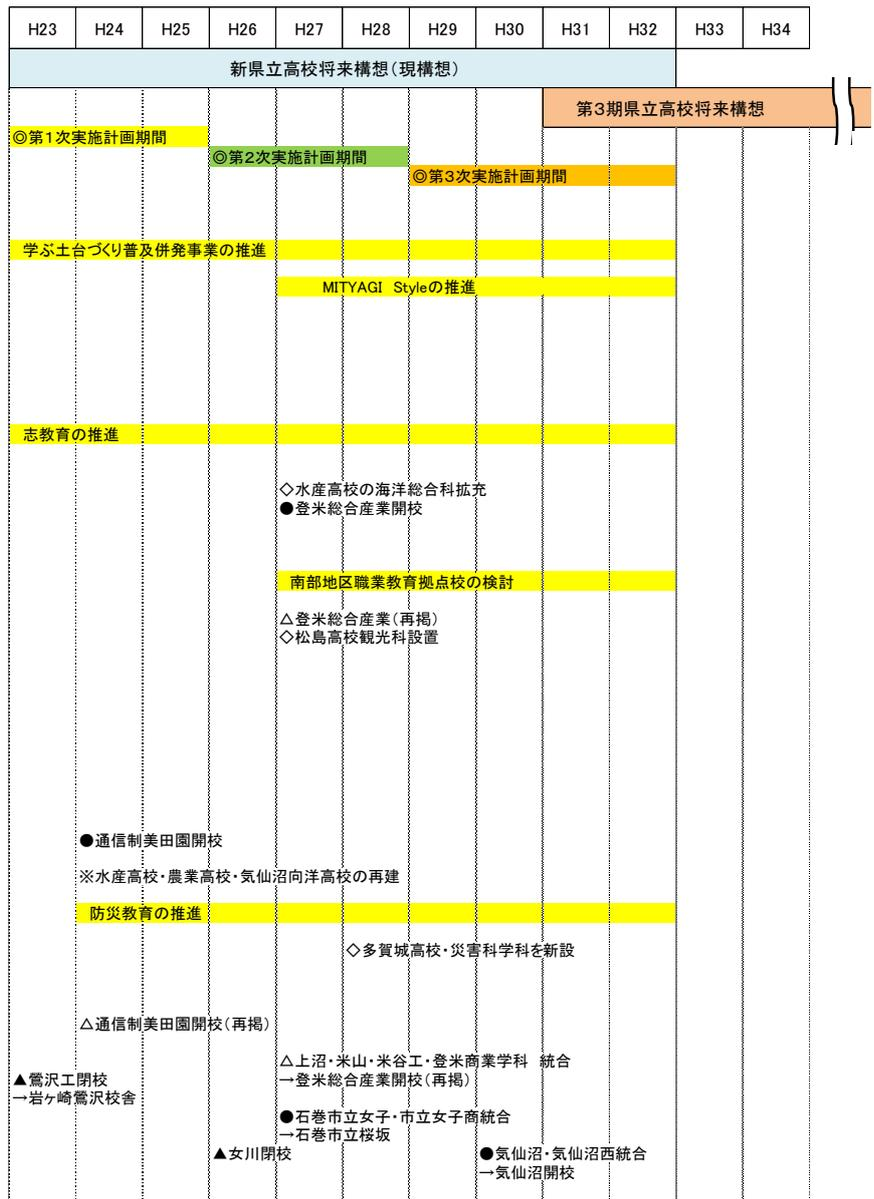 H23 H24 H25 H26 H27 H28 H29 H30 H31 H32 H33 H34
新県立高校将来構想（現構想）
第３期県立高校将来構想
◎第１次実施計画期間
◎第２次実施計画期間
◎第３次実施計画期間
学ぶ土台づくり普及併発事業の推進
MITYAGI Styleの推進
志教育の推進
◇水産高校の海洋総合科拡充
●登米総合産業開校
南部地区職業教育拠点校の検討
△登米総合産業（再掲）
◇松島高校観光科設置
●通信制美田園開校
※水産高校・農業高校・気仙沼向洋高校の再建
防災教育の推進
◇多賀城高校・災害科学科を新設
△通信制美田園開校（再掲）
△上沼・米山・米谷工・登米商業学科 統合
→登米総合産業開校（再掲）
▲鶯沢工閉校
→岩ヶ崎鶯沢校舎
●石巻市立女子・市立女子商統合
→石巻市立桜坂
▲女川閉校
●気仙沼・気仙沼西統合
→気仙沼開校